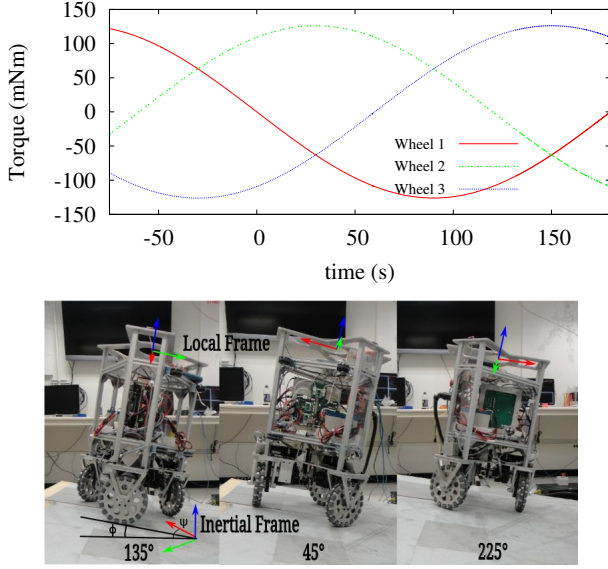 150
100
50
0
-50
-100
-150
Torque (mNm)
Wheel 1
Wheel 2
Wheel 3
-50 0 50 100 150
time (s)
Local Frame
Inertial Frame
ϕ
ψ
135° 45° 225°